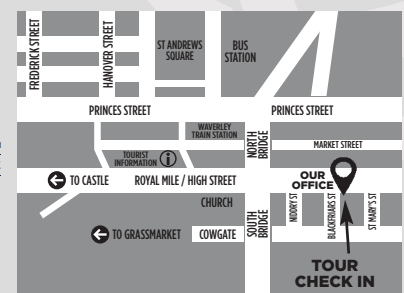 FREDERICK STREET
HANOVER STREET
ST ANDREWS
SQUARE
BUS
STATION
PRINCES STREET
PRINCES STREET
WAVERLEY
TRAIN STATION
NORTH
BRIDGE
MARKET STREET
TOURIST
INFORMATION i
OUR
OFFICE
TO CASTLE
ROYAL MILE / HIGH STREET
NIDDRY ST
BLACKFRIARS ST
ST MARY'S ST
CHURCH
SOUTH
BRIDGE
TO GRASSMARKET
COWGATE
TOUR
CHECK IN